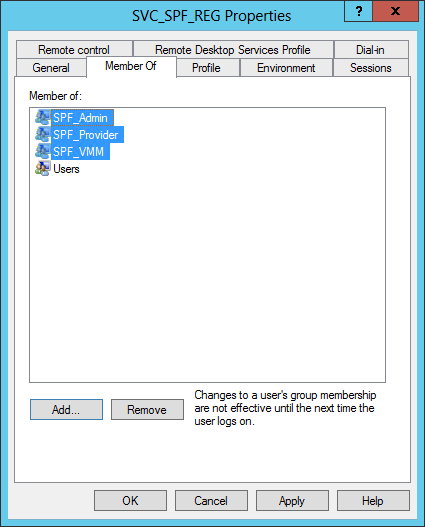 SVC_SPF_REG Properties
?
x
Remote control
Remote Desktop Services Profile
Dial-in
General
Member Of
Profile
Environment
Sessions
Member of:
SPF_Admin
SPF_Provider
SPF_VMM
Users
Add...
Remove
Changes to a user's group membership
are not effective until the next time the
user logs on.
OK
Cancel
Apply
Help